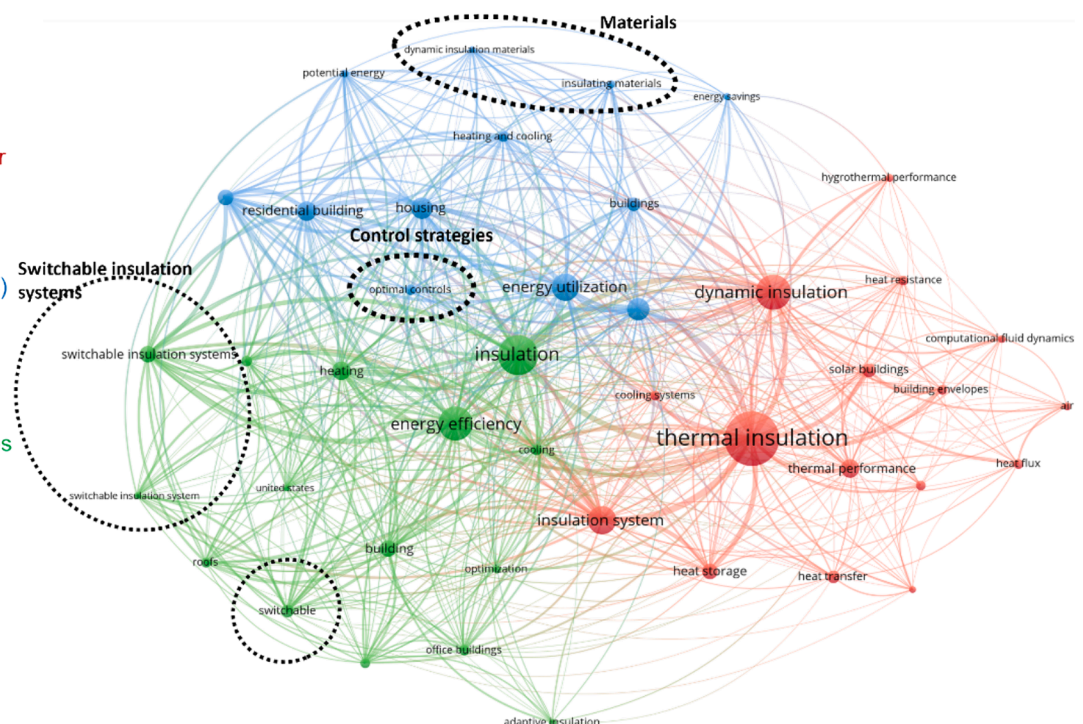 Materials
dynamic insulation materials
potential energy
insulating materials
energy savings
heating and cooling
r
hygrothermal performance
residential building
housing
buildings
Control strategies
Switchable insulation
systems
)
optimal controls
energy utilization
dynamic insulation
heat resistance
computational fluid dynamics
switchable insulation systems
insulation
heating
solar buildings
building envelopes
cooling systems
air
energy efficiency
thermal insulation
s
cooling
thermal performance
heat flux
switchable insulation system
united states
insulation system
building
roofs
optimization
heat storage
heat transfer
switchable
office buildings
adaptive insulation